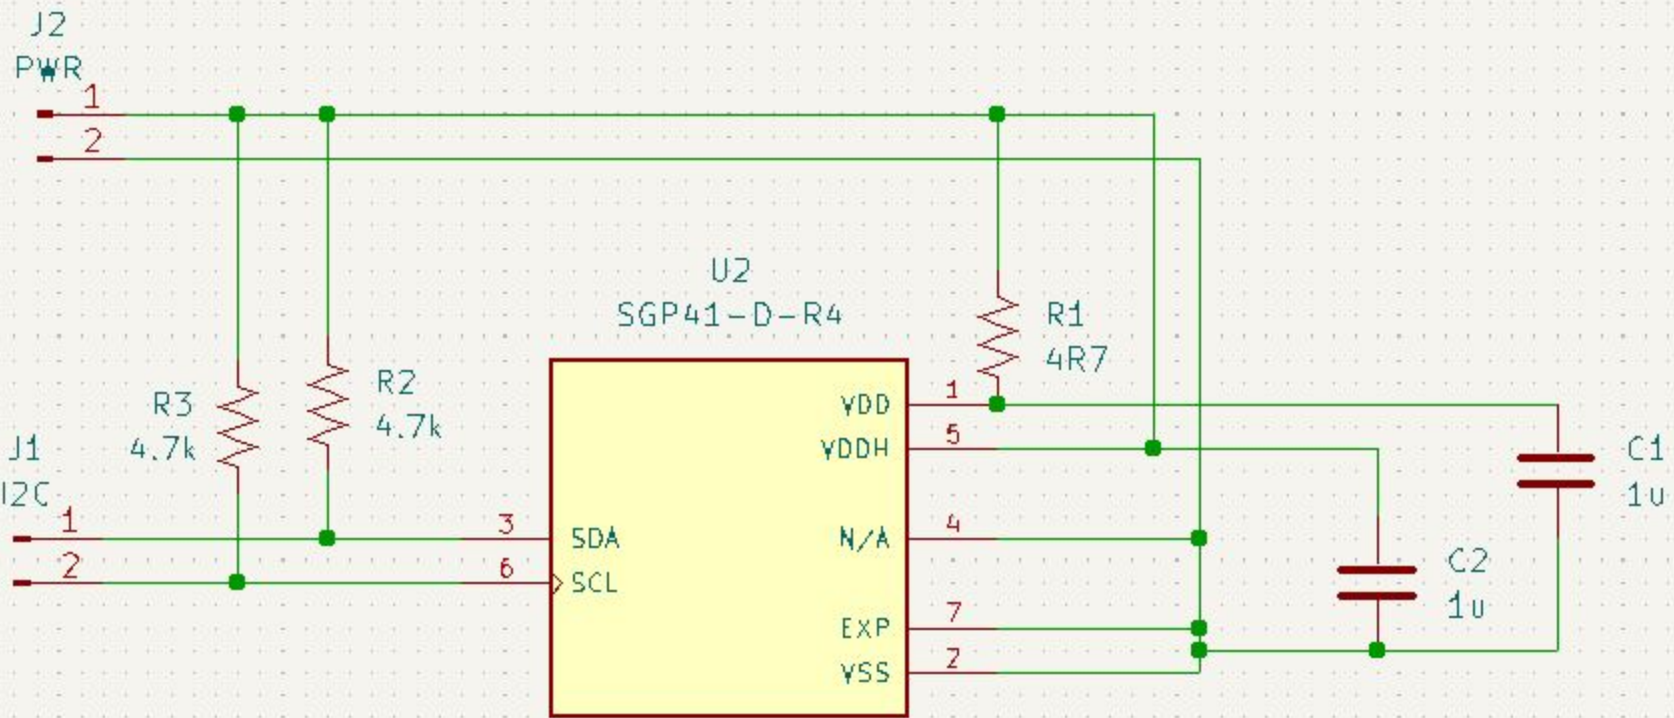 J2
PWR
1
2
U2
SGP41-D-R4
R1
4R7
R2
4.7k
R3
4.7k
J1
I2C
1
2
3
6
SDA
SCL
VDD
VDDH
N/A
EXP
VSS
1
5
4
7
2
C1
1u
C2
1u